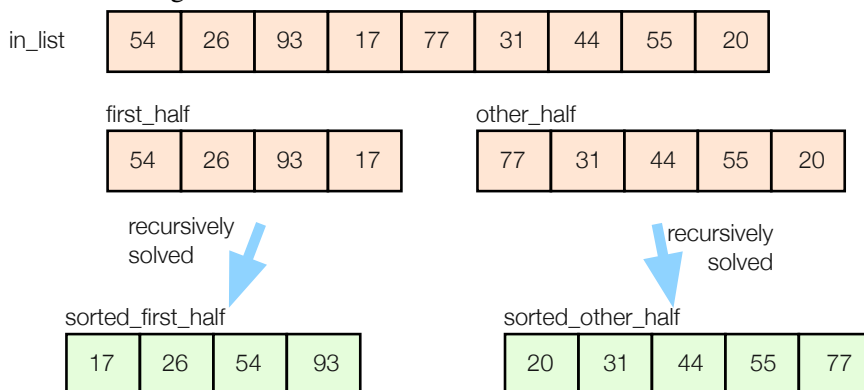 in_list 54 26 93 17 77 31 44 55 20
first_half other_half
54 26 93 17 77 31 44 55 20
recursively recursively
solved solved
sorted_first_half sorted_other_half
17 26 54 93 20 31 44 55 77